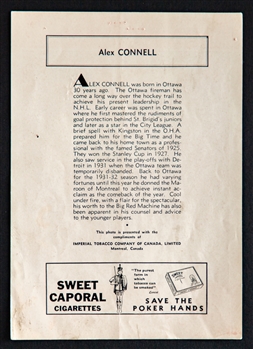 Alex CONNELL
ALEX CONNELL was born in Ottawa
30 years ago. The Ottawa fireman has
come a long way over the hockey trail to
achieve his present leadership in the
N.H.L. Early career was spent in Ottawa
where he first mastered the rudiments of
goal protection behind St. Brigid's juniors
and later as a star in the City League. A
brief spell with Kingston in the O.H.A.
prepared him for the Big Time and he
came back to his home town as a profes-
sional with the famed Senators of 1925.
They won the Stanley Cup in 1927. He
also saw service in the play-offs with De-
troit in 1931 when the Ottawa team was
temporarily disbanded. Back to Ottawa
for the 1931-32 season he had varying
fortunes until this year he donned the Ma-
roon of Montreal to achieve instant ac-
claim as the comeback of the year. Cool
under fire, with a flair for the spectacular,
his worth to the Big Red Machine has also
been apparent in his counsel and advice
to the younger players.
This photo is presented with the
compliments of
IMPERIAL TOBACCO COMPANY OF CANADA, LIMITED
Montreal, Canada
SWEET
CAPORAL
CIGARETTES
"The purest
form in
which
tobacco can
be smoked"
SAVE THE
POKER HANDS